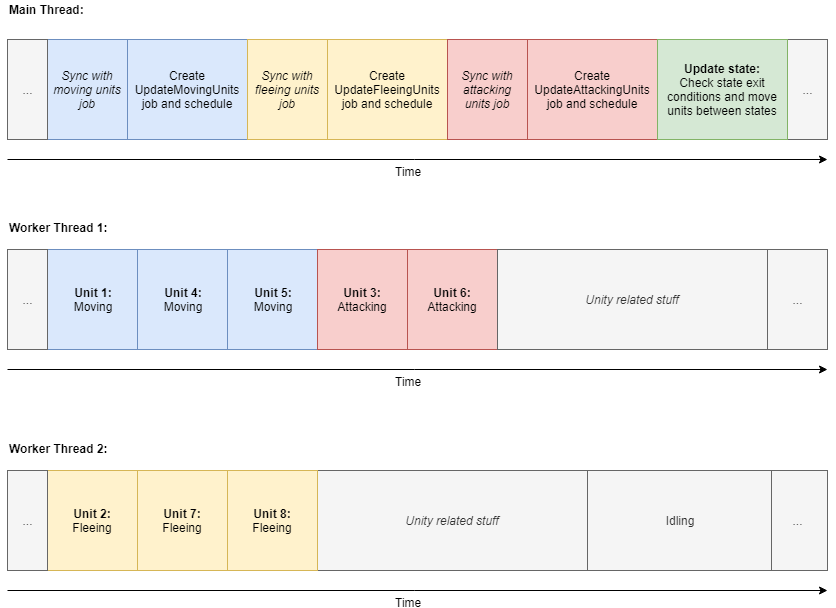 Main Thread:
...
Sync with
moving units
job
Create
UpdateMovingUnits
job and schedule
Sync with
fleeing units
job
Create
UpdateFleeingUnits
job and schedule
Sync with
attacking
units job
Create
UpdateAttackingUnits
job and schedule
Update state:
Check state exit
conditions and move
units between states
...
Time
Worker Thread 1:
...
Unit 1:
Moving
Unit 4:
Moving
Unit 5:
Moving
Unit 3:
Attacking
Unit 6:
Attacking
Unity related stuff
...
Time
Worker Thread 2:
...
Unit 2:
Fleeing
Unit 7:
Fleeing
Unit 8:
Fleeing
Unity related stuff
Idling
...
Time